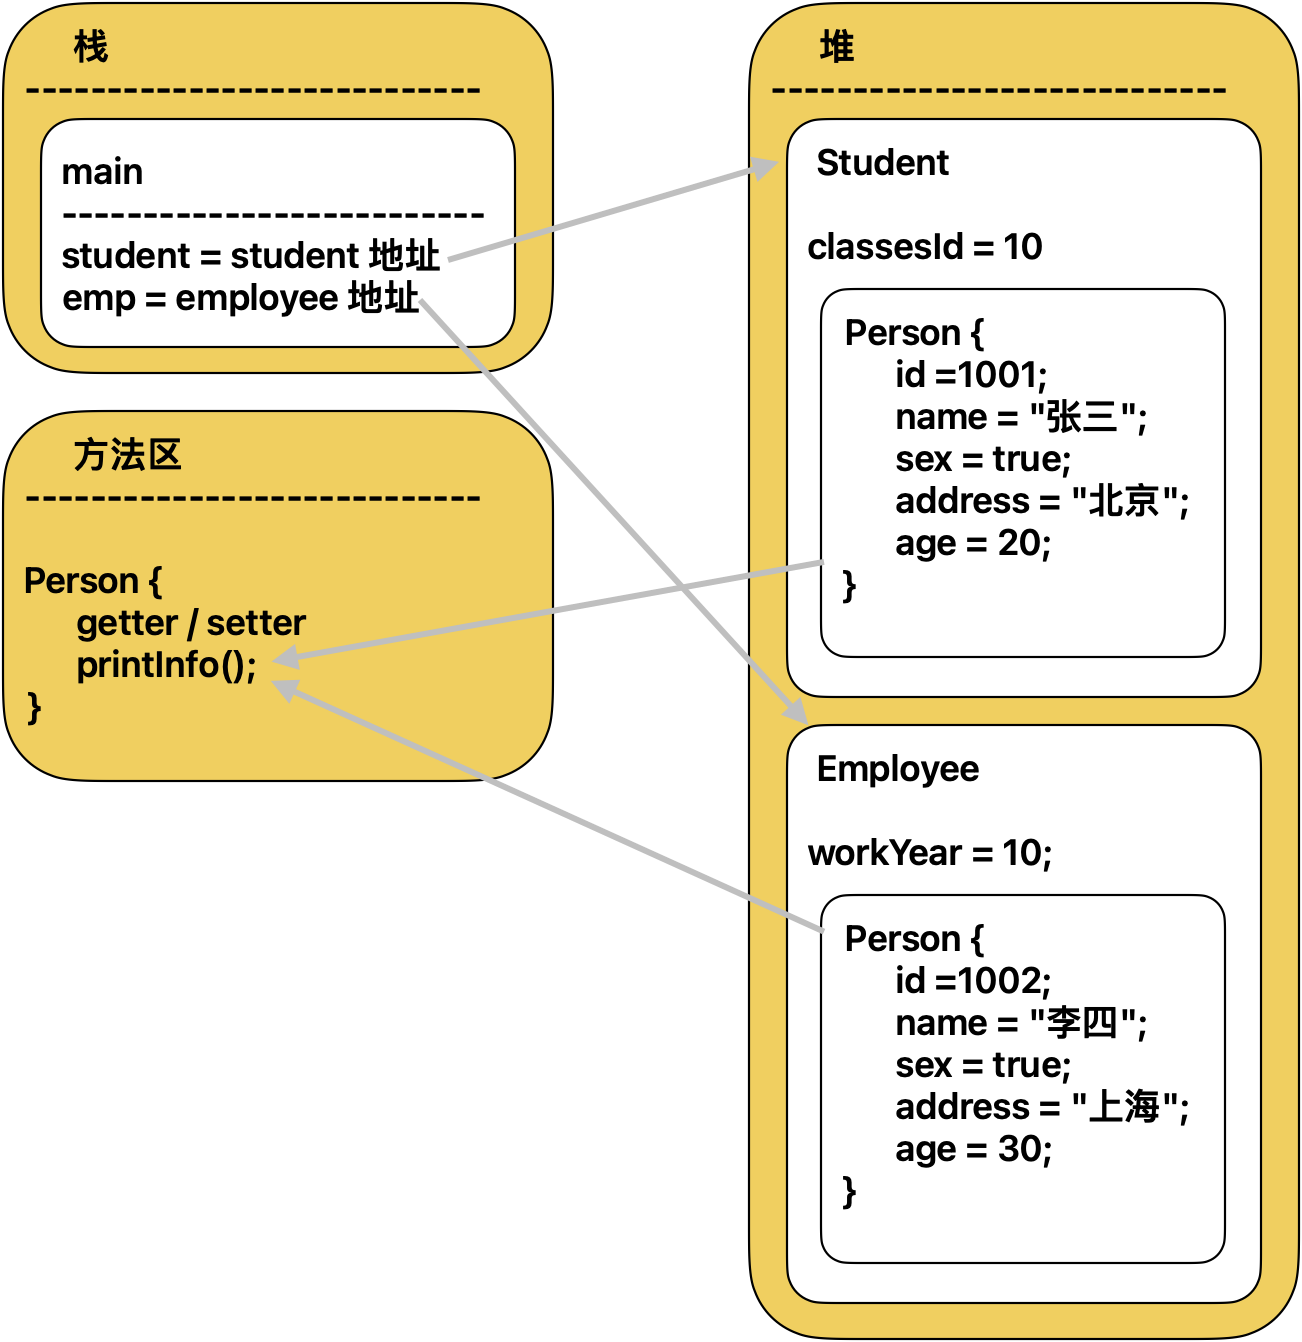 栈
---------------------------
main
-------------------------
student = student 地址
emp = employee 地址
方法区
---------------------------
Person {
getter / setter
printInfo();
}
堆
---------------------------
Student
classesId = 10
Person {
id =1001;
name = "张三";
sex = true;
address = "北京";
age = 20;
}
Employee
workYear = 10;
Person {
id =1002;
name = "李四";
sex = true;
address = "上海";
age = 30;
}